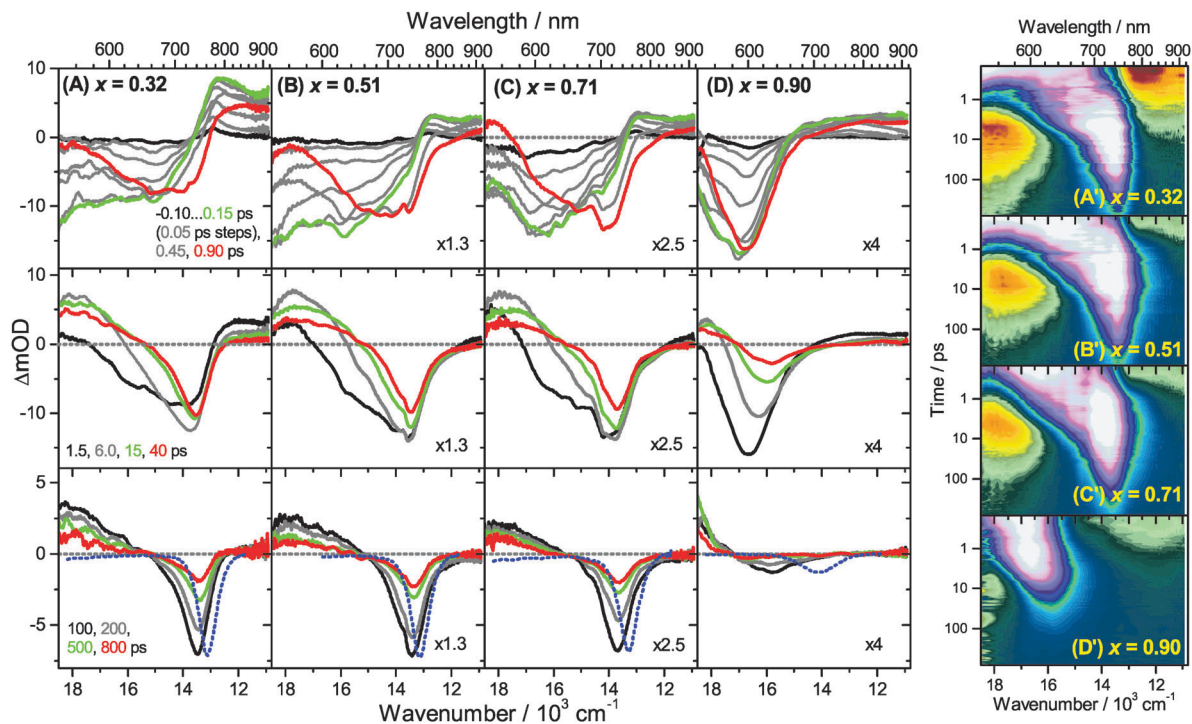 Wavelength / nm
600 700 800 900
600 700 800 900
600 700 800 900
600 700 800 900
(A) x = 0.32
(B) x = 0.51
(C) x = 0.71
(D) x = 0.90
10
0
-10
-0.10...0.15 ps
(0.05 ps steps),
0.45, 0.90 ps
x1.3
x2.5
x4
10
0
-10
ΔmOD
1.5, 6.0, 15, 40 ps
x1.3
x2.5
x4
5
0
-5
100, 200,
500, 800 ps
x1.3
x2.5
x4
18 16 14 12
18 16 14 12
18 16 14 12
18 16 14 12
Wavenumber / 10³ cm⁻¹
Wavelength / nm
600 700 800 900
Time / ps
1
10
100
(A') x = 0.32
1
10
100
(B') x = 0.51
1
10
100
(C') x = 0.71
1
10
100
(D') x = 0.90
18 16 14 12
Wavenumber / 10³ cm⁻¹